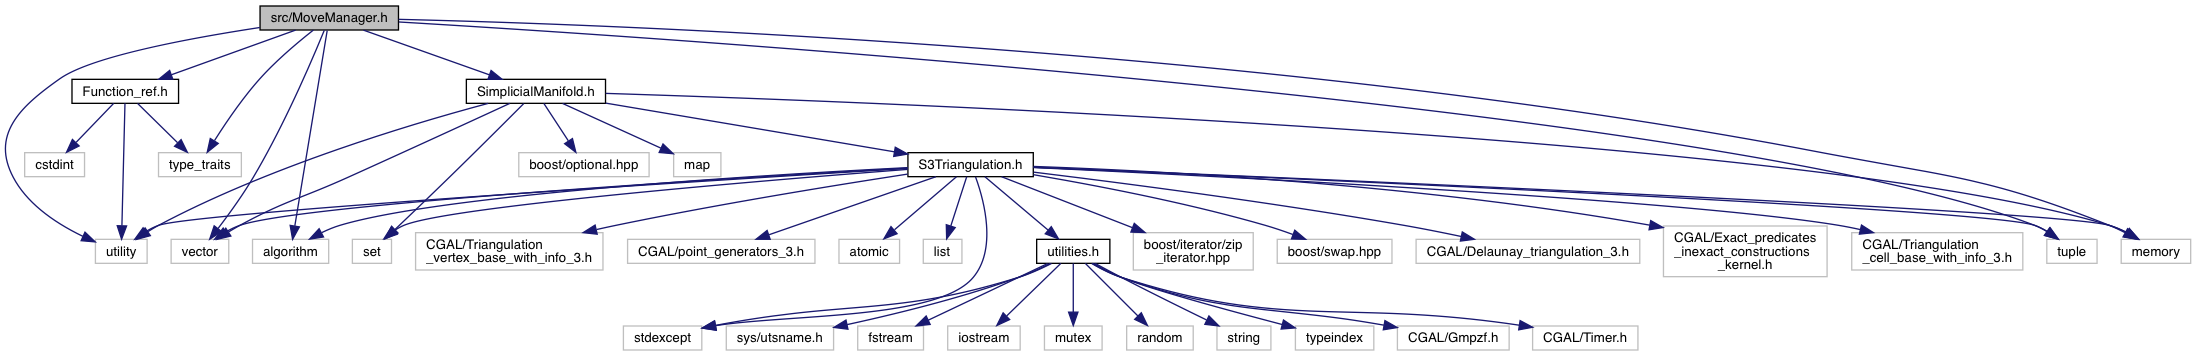 src/MoveManager.h
Function_ref.h
SimplicialManifold.h
cstdint
type_traits
boost/optional.hpp
map
S3Triangulation.h
utility
vector
algorithm
set
CGAL/Triangulation
_vertex_base_with_info_3.h
CGAL/point_generators_3.h
atomic
list
utilities.h
boost/iterator/zip
_iterator.hpp
boost/swap.hpp
CGAL/Delaunay_triangulation_3.h
CGAL/Exact_predicates
_inexact_constructions
_kernel.h
CGAL/Triangulation
_cell_base_with_info_3.h
tuple
memory
stdexcept
sys/utsname.h
fstream
iostream
mutex
random
string
typeindex
CGAL/Gmpzf.h
CGAL/Timer.h